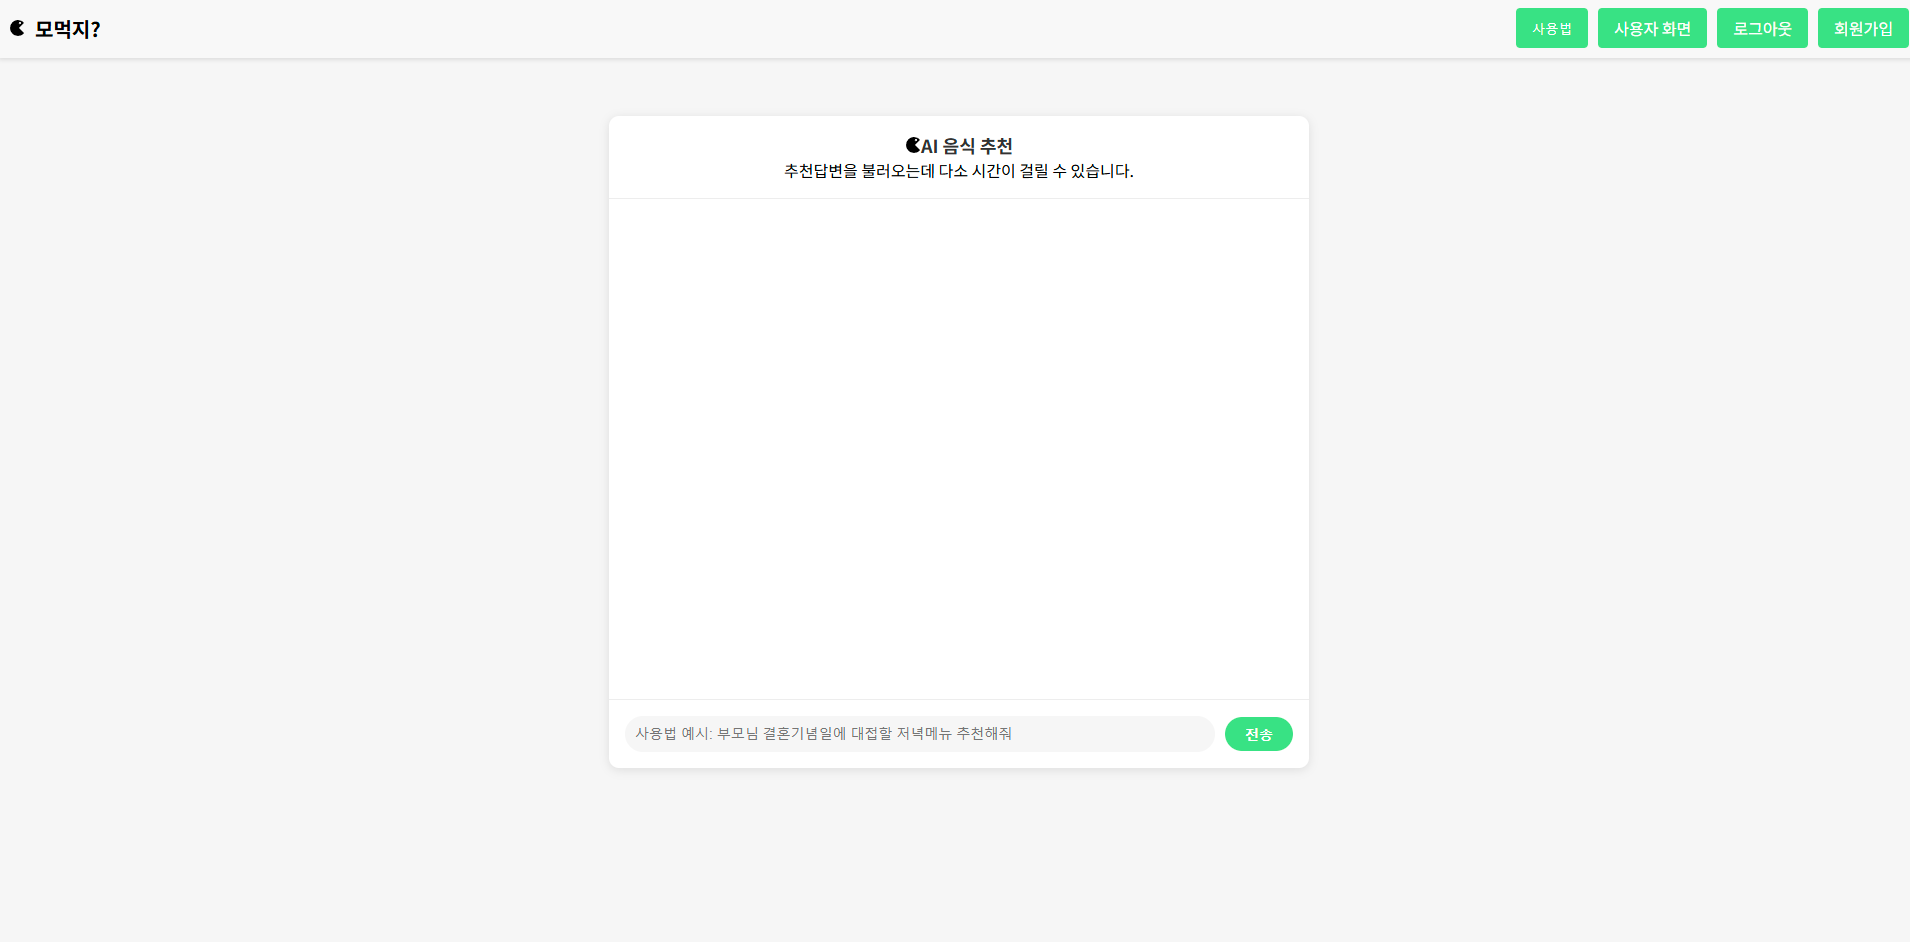 모먹지?
사용법
사용자 화면
로그아웃
회원가입
AI 음식 추천
추천답변을 불러오는데 다소 시간이 걸릴 수 있습니다.
사용법 예시: 부모님 결혼기념일에 대접할 저녁메뉴 추천해줘
전송